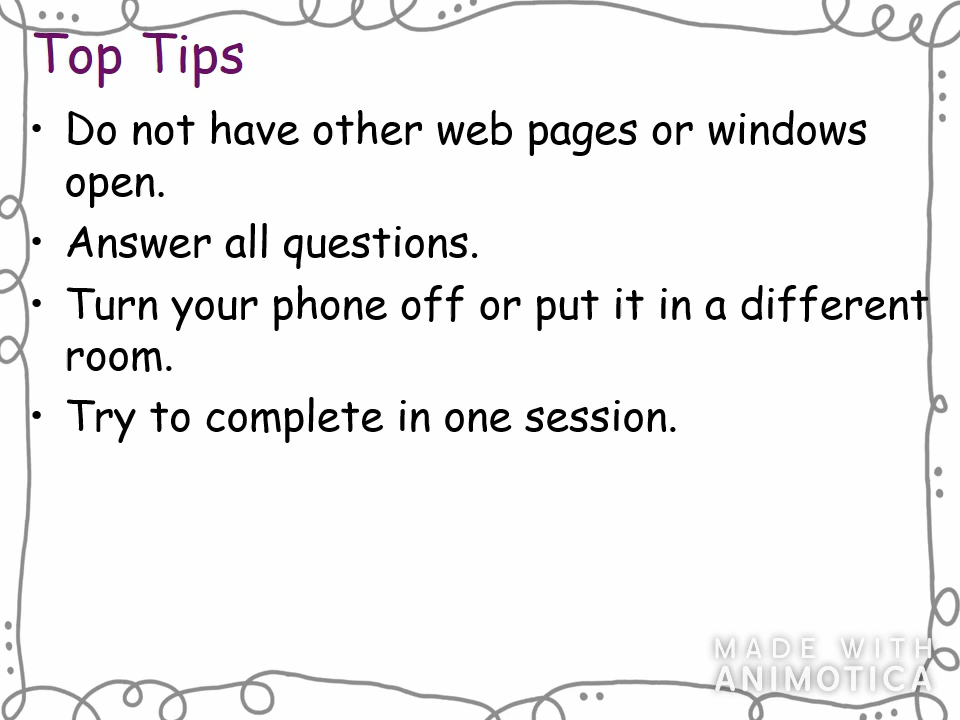 Top Tips
• Do not have other web pages or windows
open.
• Answer all questions.
• Turn your phone off or put it in a different
room.
• Try to complete in one session.
MADE WITH
ANIMOTICA